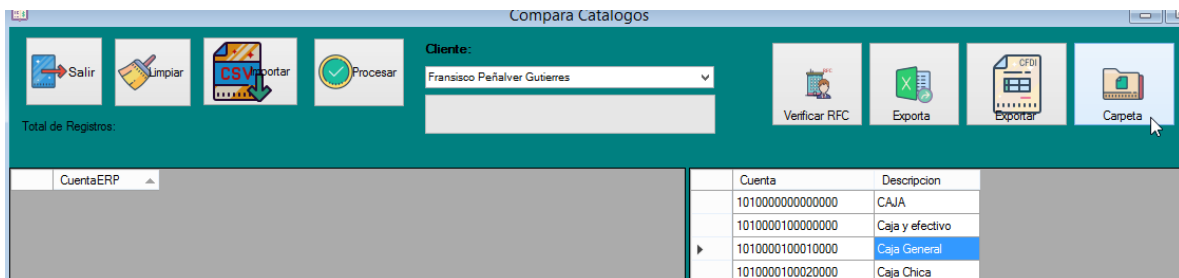 Compara Catalogos
Salir
Limpiar
CSV
Importar
Procesar
Cliente:
Fransisco Peñalver Gutierres
Verificar RFC
Exporta
CFDI
Exportar
Carpeta
Total de Registros:
CuentaERP
Cuenta Descripcion
1010000000000000 CAJA
1010000100000000 Caja y efectivo
1010000100010000 Caja General
1010000100020000 Caja Chica